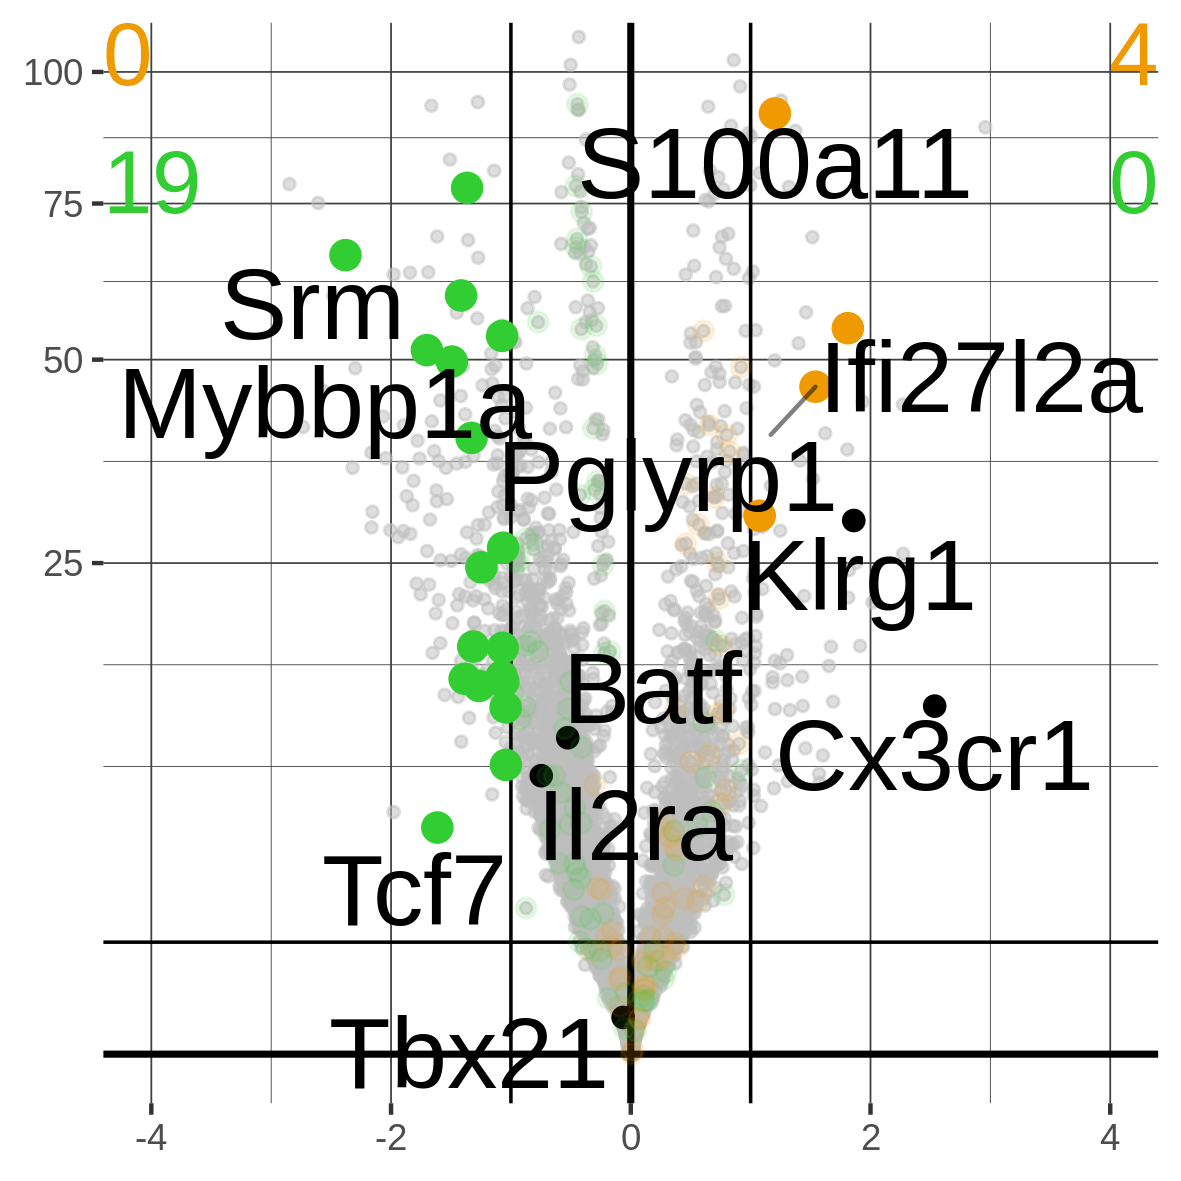 0 4
100
S100a11
19 0
75
Srm
50
Ifi27l2a
Mybbp1a
Pglyrp1
25
Klrg1
Batf
Cx3cr1
Il2ra
Tcf7
Tbx21
-4 -2 0 2 4